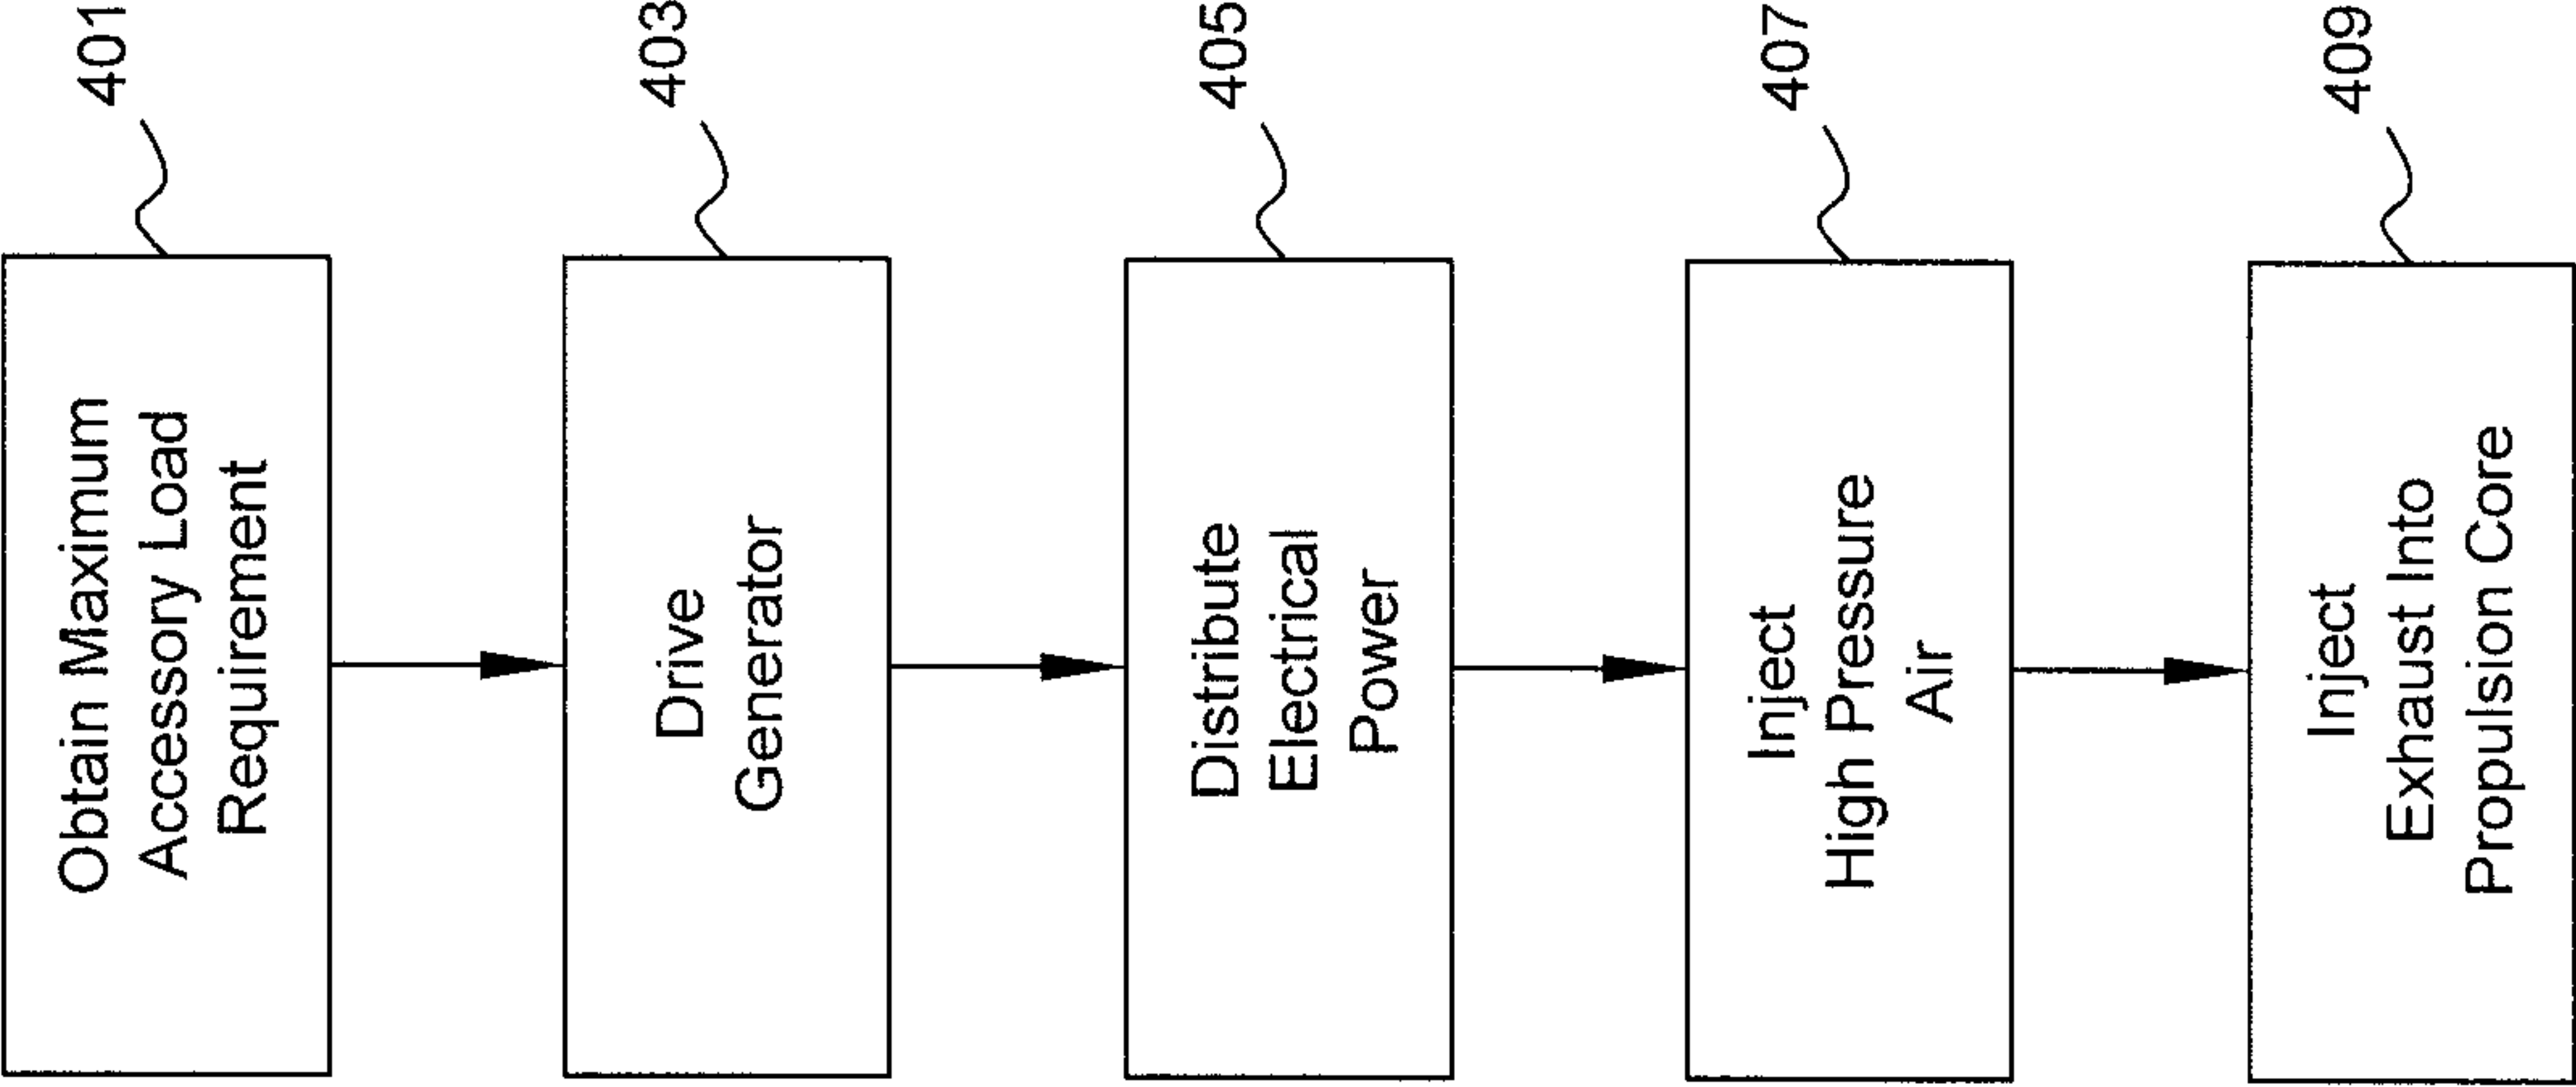 401
Obtain Maximum
Accessory Load
Requirement
403
Drive
Generator
405
Distribute
Electrical
Power
407
Inject
High Pressure
Air
409
Inject
Exhaust Into
Propulsion Core